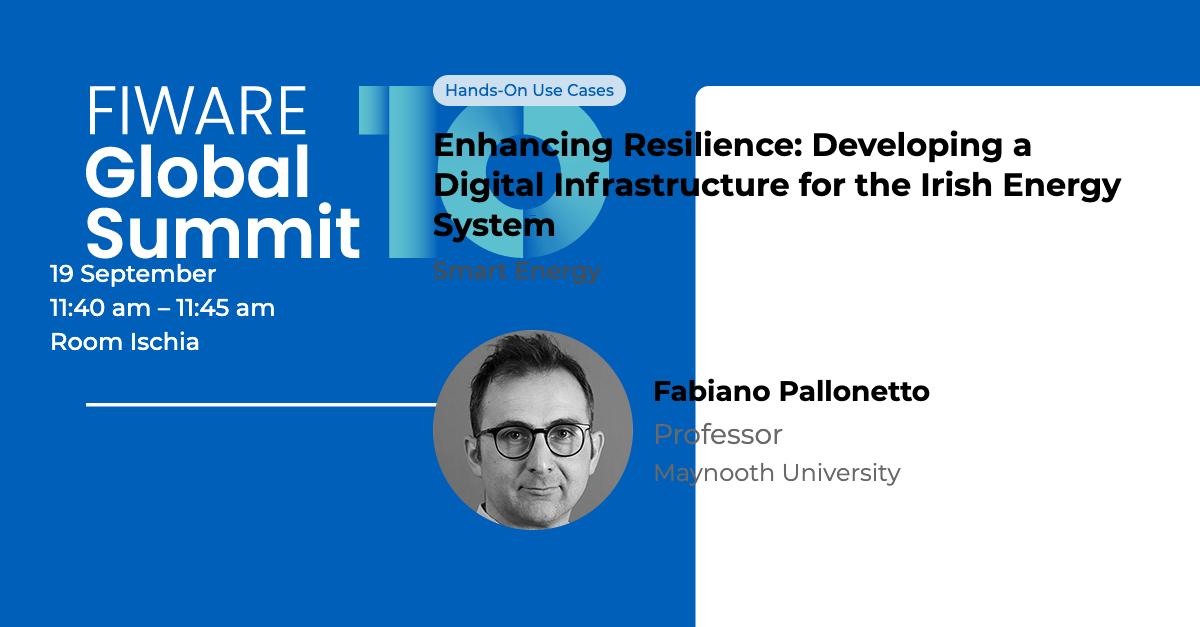 FIWARE
Global
Summit
10
19 September
11:40 am – 11:45 am
Room Ischia
Hands-On Use Cases
Enhancing Resilience: Developing a
Digital Infrastructure for the Irish Energy
System
Smart Energy
Fabiano Pallonetto
Professor
Maynooth University